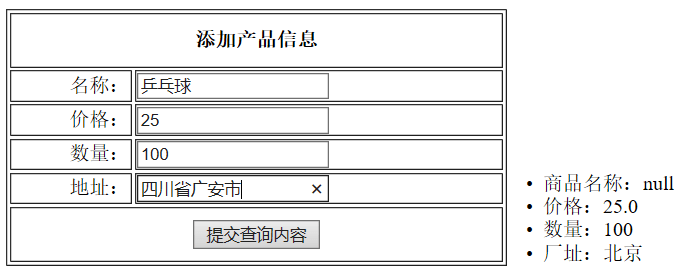 添加产品信息
名称：
乒乓球
价格：
25
数量：
100
地址：
四川省广安市
×
提交查询内容
• 商品名称：null
• 价格：25.0
• 数量：100
• 厂址：北京